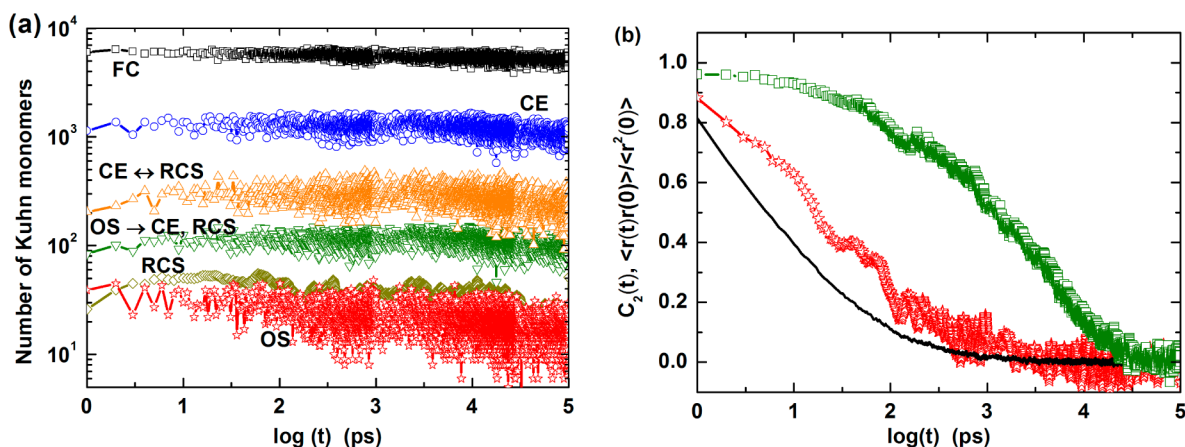 (a)
Number of Kuhn monomers
10⁴
10³
10²
10¹
FC
CE
CE ↔ RCS
OS → CE, RCS
RCS
OS
0 1 2 3 4 5
log (t) (ps)
(b)
C₂(t), <r(t)r(0)>/<r²(0)>
1.0
0.8
0.6
0.4
0.2
0.0
0 1 2 3 4 5
log(t) (ps)